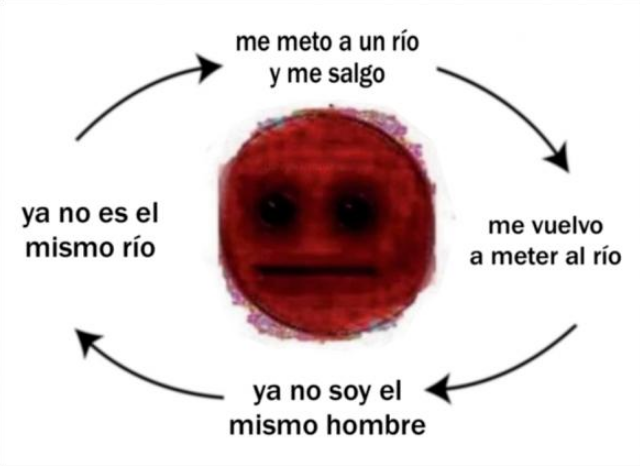 me meto a un río
y me salgo
me vuelvo
a meter al río
ya no soy el
mismo hombre
ya no es el
mismo río